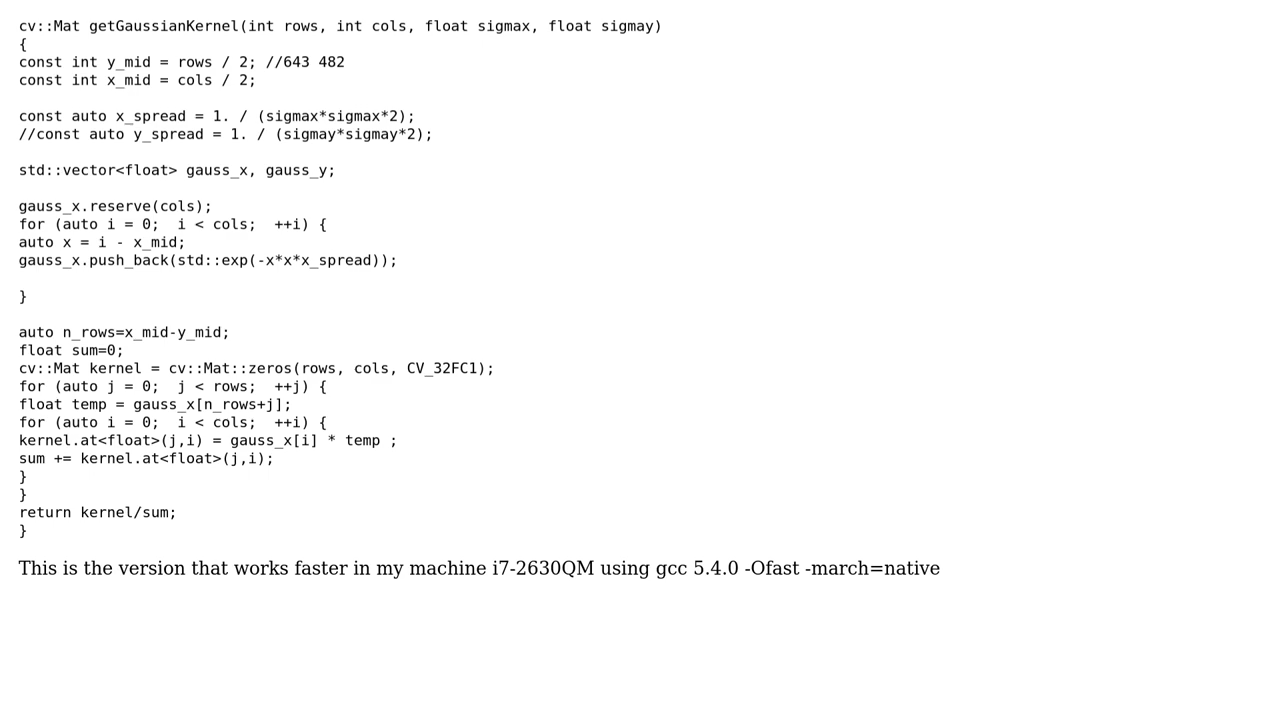 cv::Mat getGaussianKernel(int rows, int cols, float sigmax, float sigmay)
{
const int y_mid = rows / 2; //643 482
const int x_mid = cols / 2;
const auto x_spread = 1. / (sigmax*sigmax*2);
//const auto y_spread = 1. / (sigmay*sigmay*2);
std::vector<float> gauss_x, gauss_y;
gauss_x.reserve(cols);
for (auto i = 0;  i < cols;  ++i) {
auto x = i - x_mid;
gauss_x.push_back(std::exp(-x*x*x_spread));
}
auto n_rows=x_mid-y_mid;
float sum=0;
cv::Mat kernel = cv::Mat::zeros(rows, cols, CV_32FC1);
for (auto j = 0;  j < rows;  ++j) {
float temp = gauss_x[n_rows+j];
for (auto i = 0;  i < cols;  ++i) {
kernel.at<float>(j,i) = gauss_x[i] * temp ;
sum += kernel.at<float>(j,i);
}
}
return kernel/sum;
}
This is the version that works faster in my machine i7-2630QM using gcc 5.4.0 -Ofast -march=native